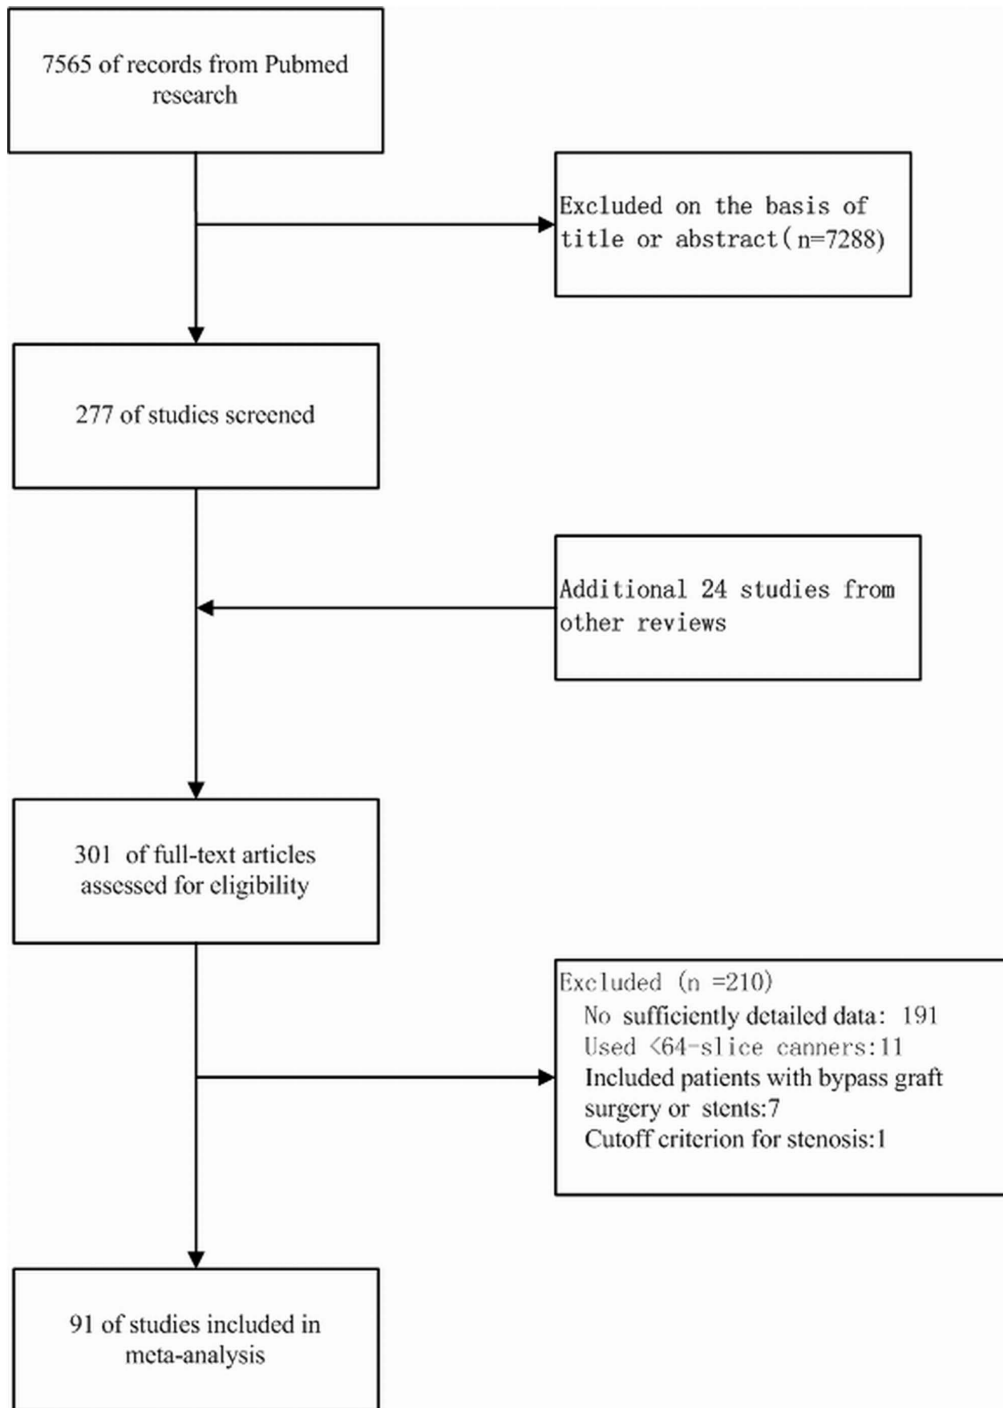 7565 of records from Pubmed
research
Excluded on the basis of
title or abstract(n=7288)
277 of studies screened
Additional 24 studies from
other reviews
301 of full-text articles
assessed for eligibility
Excluded (n =210)
No sufficiently detailed data: 191
Used <64-slice canners:11
Included patients with bypass graft
surgery or stents:7
Cutoff criterion for stenosis:1
91 of studies included in
meta-analysis